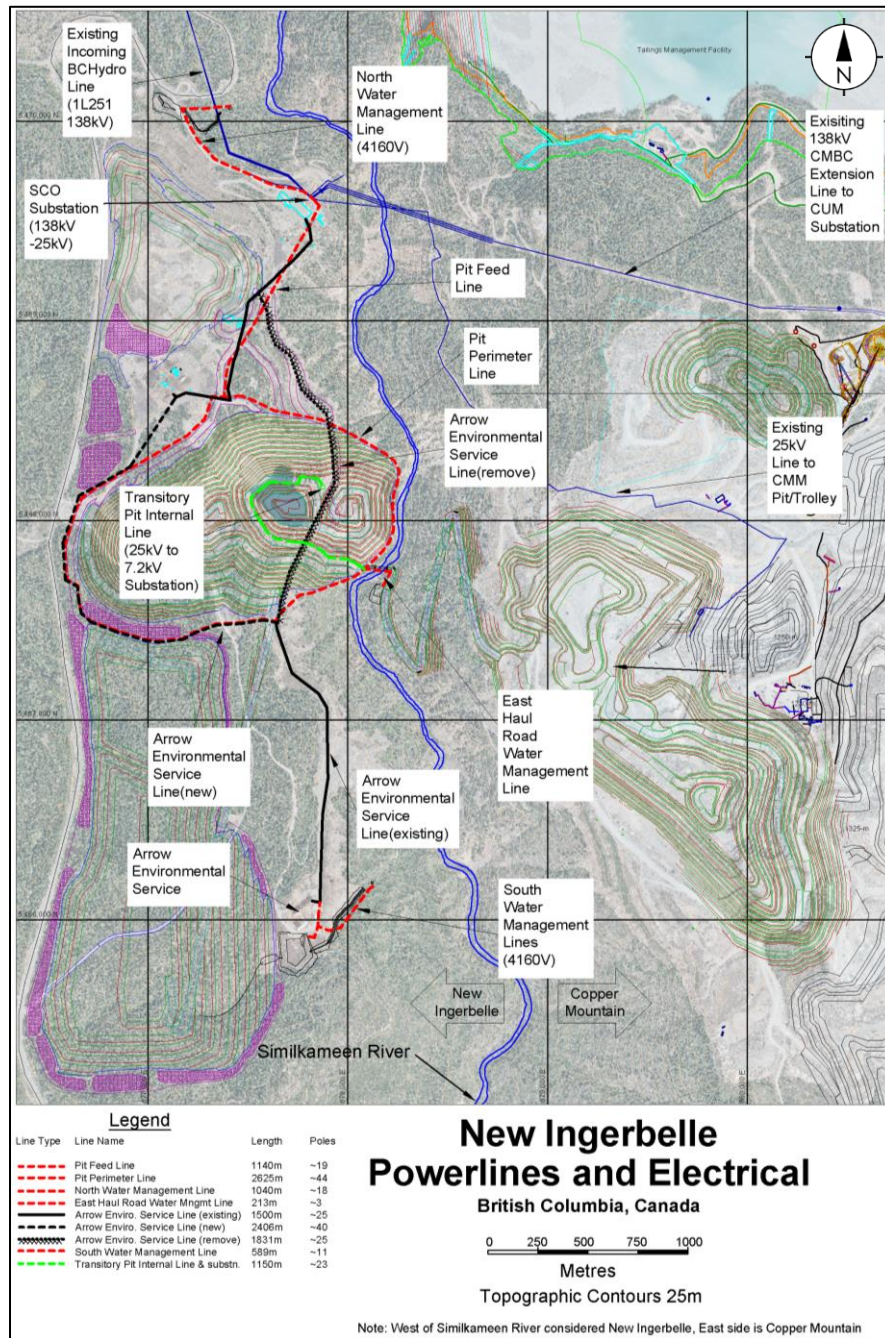 Existing
Incoming
BCHydro
Line
(1L251
138kV)
North
Water
Management
Line
(4160V)
Tailings Management Facility
N
Exisiting
138kV
CMBC
Extension
Line to
CUM
Substation
SCO
Substation
(138kV
-25kV)
Pit Feed
Line
Pit
Perimeter
Line
Arrow
Environmental
Service
Line(remove)
Existing
25kV
Line to
CMM
Pit/Trolley
Transitory
Pit Internal
Line
(25kV to
7.2kV
Substation)
East
Haul
Road
Water
Management
Line
Arrow
Environmental
Service
Line(new)
Arrow
Environmental
Service
Line(existing)
1325-m
Arrow
Environmental
Service
South
Water
Management
Lines
(4160V)
New
Ingerbelle
Copper
Mountain
Similkameen River
Legend
Line Type Line Name Length Poles
Pit Feed Line 1140m ~19
Pit Perimeter Line 2625m ~44
North Water Management Line 1040m ~18
East Haul Road Water Mngmt Line 213m ~3
Arrow Enviro. Service Line (existing) 1500m ~25
Arrow Enviro. Service Line (new) 2406m ~40
Arrow Enviro. Service Line (remove) 1831m ~25
South Water Management Line 589m ~11
Transitory Pit Internal Line & substn. 1150m ~23
New Ingerbelle
Powerlines and Electrical
British Columbia, Canada
0 250 500 750 1000
Metres
Topographic Contours 25m
Note: West of Similkameen River considered New Ingerbelle, East side is Copper Mountain